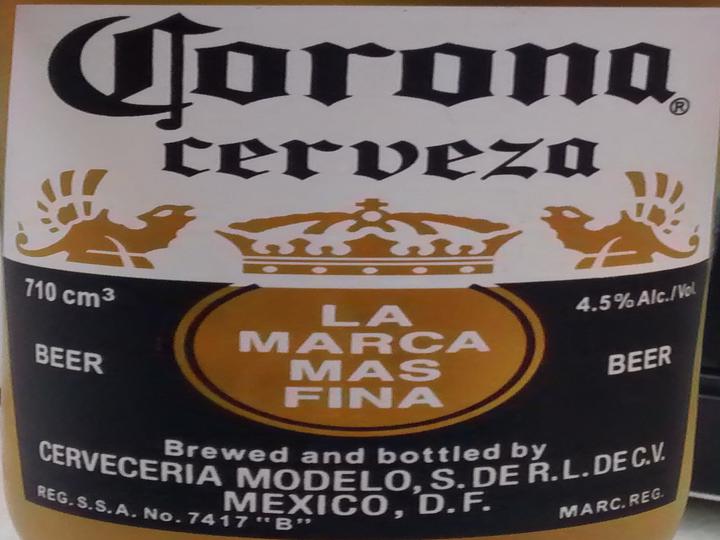 Corona®
cerveza
710 cm³
4.5% Alc./Vol.
BEER
BEER
LA
MARCA
MAS
FINA
Brewed and bottled by
CERVECERIA MODELO, S. DE R.L. DE C.V.
MEXICO, D.F.
REG. S.S.A. No. 7417 "B"
MARC. REG.